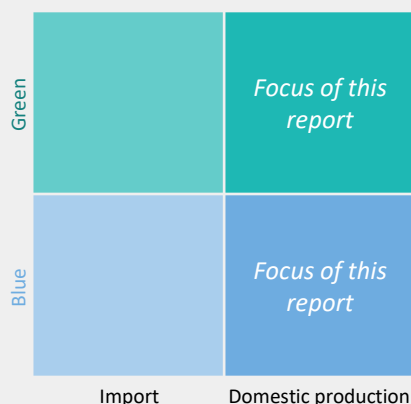 Green
Focus of this
report
Blue
Focus of this
report
Import
Domestic production